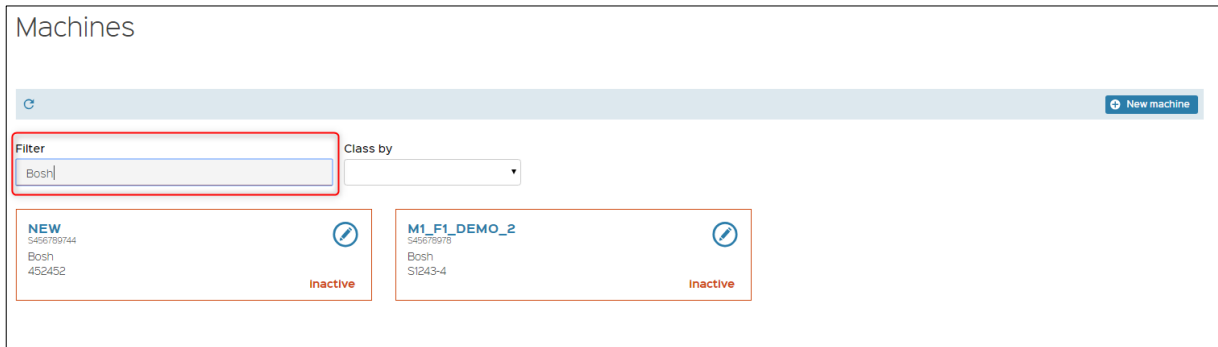 Machines
New machine
Filter
Class by
Bosh
NEW
S456789744
Bosh
452452
Inactive
M1_F1_DEMO_2
S45678978
Bosh
S1243-4
Inactive